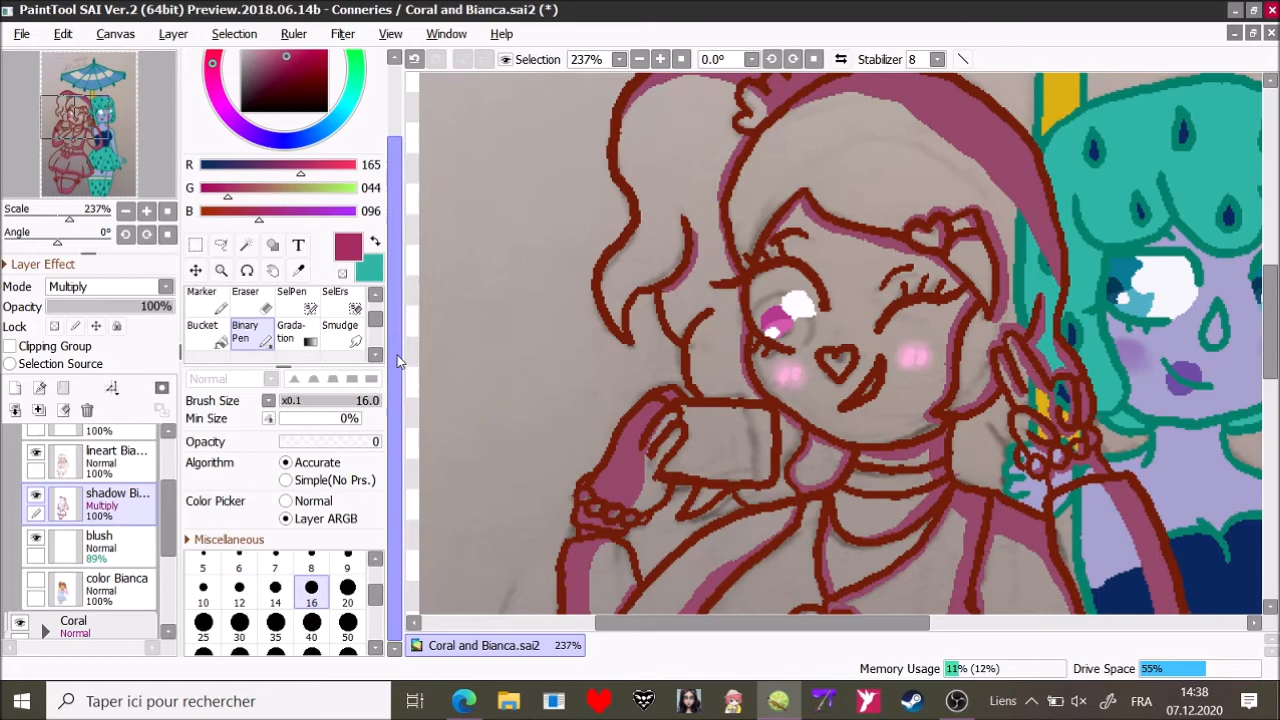 PaintTool SAI Ver.2 (64bit) Preview.2018.06.14b - Conneries / Coral and Bianca.sai2 (*)
File Edit Canvas Layer Selection Ruler Filter View Window Help
Selection 237% 0.0º Stabilizer 8
Scale 237%
Angle 0º
Layer Effect
Mode Multiply
Opacity 100%
Lock
Clipping Group
Selection Source
100%
lineart Bia...
Normal
100%
shadow Bi...
Multiply
100%
blush
Normal
89%
color Bianca
Normal
100%
Coral
Normal
R 165
G 044
B 096
T
Marker Eraser SelPen SelErs
Bucket Binary Pen Grada-tion Smudge
Normal
Brush Size x0.1 16.0
Min Size 0%
Opacity 0
Algorithm Accurate
Simple(No Prs.)
Color Picker Normal
Layer ARGB
Miscellaneous
5 6 7 8 9
10 12 14 16 20
25 30 35 40 50
Coral and Bianca.sai2 237%
Memory Usage 11% (12%) Drive Space 55%
Taper ici pour rechercher
Liens FRA 14:38
07.12.2020